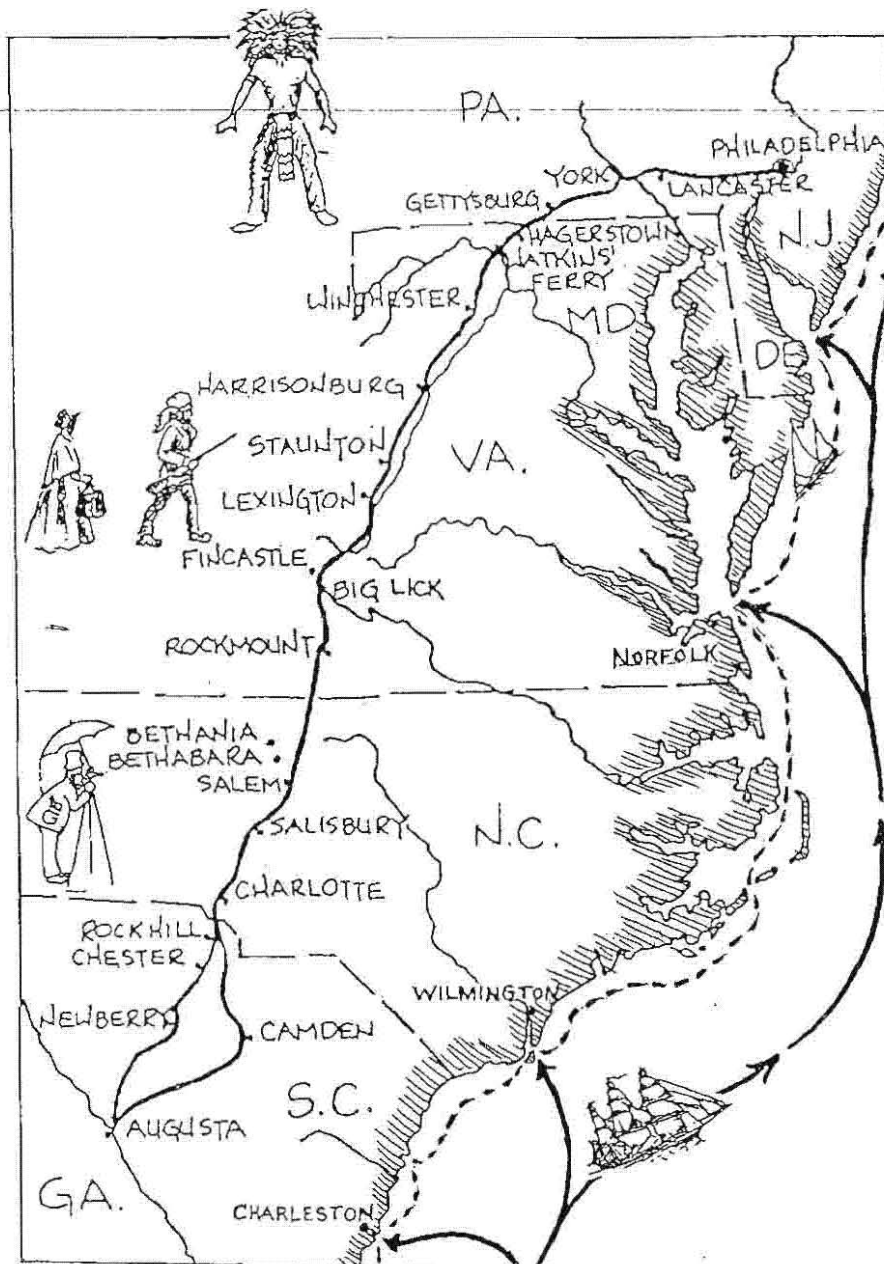 PA.
PHILADELPHIA
YORK
LANCASTER
GETTYSBURG
N.J.
HAGERSTOWN
WATKINS'
FERRY
WINCHESTER
MD
DE
HARRISONBURG
STAUNTON
VA.
LEXINGTON
FINCASTLE
BIG LICK
ROCKMOUNT
NORFOLK
BETHANIA
BETHABARA
SALEM
SALISBURY
N.C.
CHARLOTTE
ROCKHILL
CHESTER
WILMINGTON
NEWBERRY
CAMDEN
S.C.
AUGUSTA
GA.
CHARLESTON